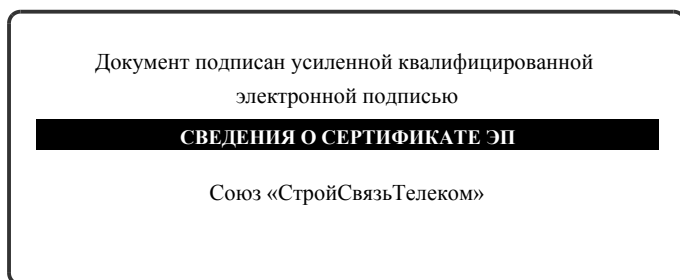 Документ подписан усиленной квалифицированной
электронной подписью
СВЕДЕНИЯ О СЕРТИФИКАТЕ ЭП
Союз «СтройСвязьТелеком»